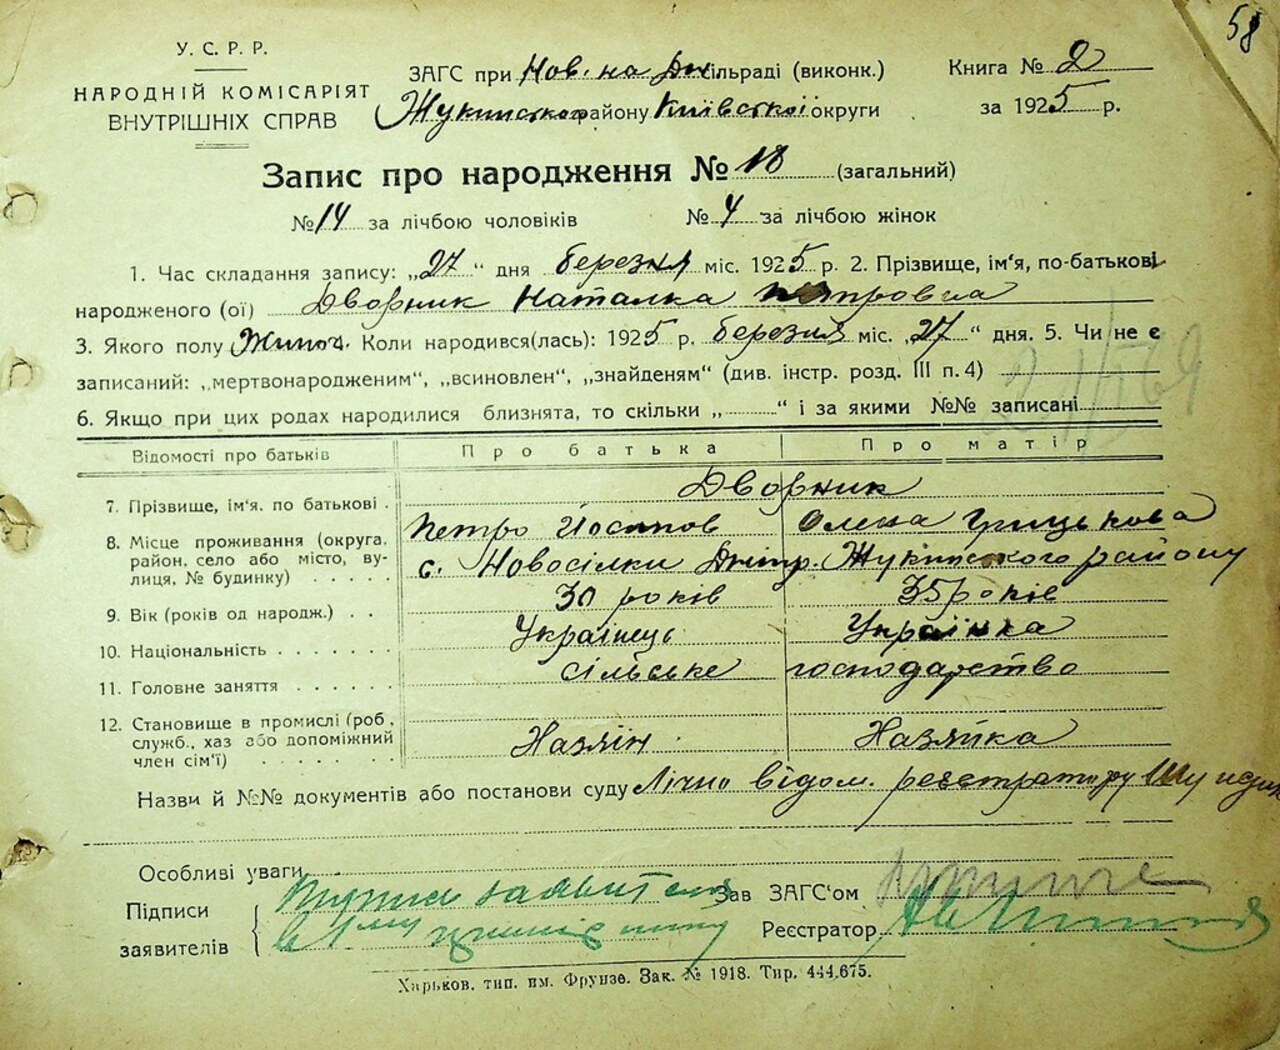 58
У. С. Р. Р.
НАРОДНІЙ КОМІСАРІЯТ
ВНУТРІШНІХ СПРАВ
ЗАГС при Нов. на Дн. сільраді (виконк.)
Жукинського району Київської округи
Книга № 2
за 1925 р.
Запис про народження № 18 (загальний)
№ 14 за лічбою чоловіків № 4 за лічбою жінок
1. Час складання запису: „27" дня березня міс. 1925 р. 2. Прізвище, ім'я, по-батькові
народженого (ої) Дворник Наталка Петровна
3. Якого полу Жіноч. Коли народився(лась): 1925 р. березня міс. „27" дня. 5. Чи не є
записаний: „мертвонародженим", „всиновлен", „знайденям" (див. інстр. розд. III п. 4)
6. Якщо при цих родах народилися близнята, то скільки „ " і за якими №№ записані
Відомості про батьків Про батька Про матір
7. Прізвище, ім'я, по батькові . Дворник
Петро Йосипов Олена Грицькова
8. Місце проживання (округа, район, село або місто, вулиця, № будинку) . . . . . с. Новосілки Дніпр. Жукинського району
9. Вік (років од народж.) . . 30 років 35 років
10. Національність . . . . . . . Українець Українка
11. Головне заняття . . . . . . сільське господарство
12. Становище в промислі (роб., служб., хаз або допоміжний член сім'ї) . . . . . . Хазяїн Хазяйка
Назви й №№ документів або постанови суду Лічно відом. реєстратору
Особливі уваги
Підписи
заявителів
Підпис заявителя
в 1му примірнику
Зав ЗАГС'ом
Реєстратор
Харьков. тип. им. Фрунзе. Зак. № 1918. Тир. 444.675.